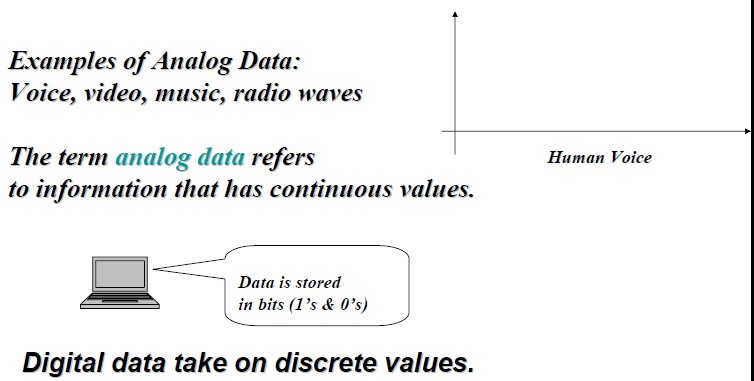 Examples of Analog Data:
Voice, video, music, radio waves
The term analog data refers
to information that has continuous values.
Human Voice
Data is stored
in bits (1’s & 0’s)
Digital data take on discrete values.